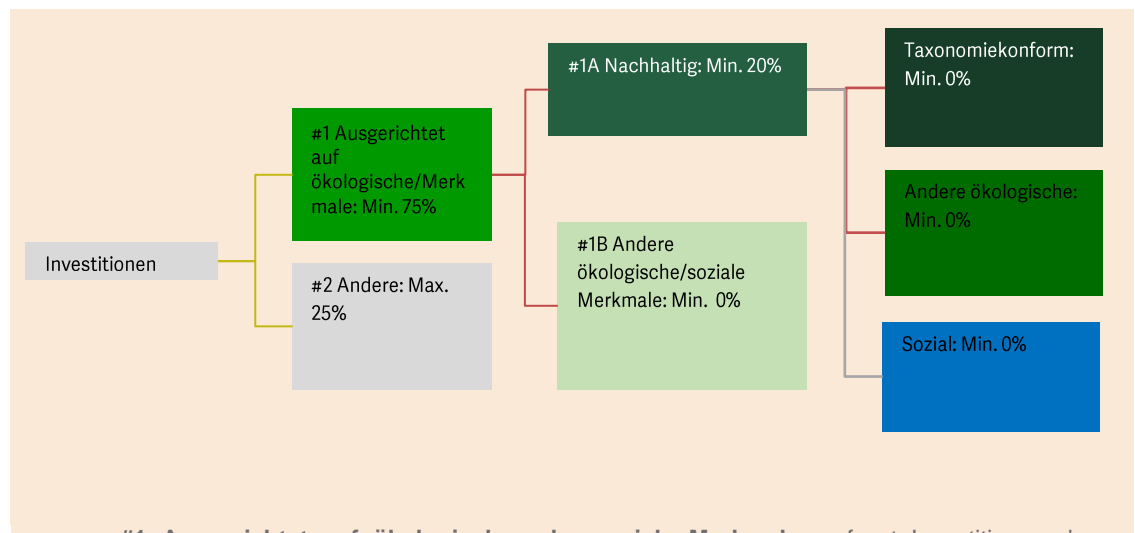 Investitionen
#1 Ausgerichtet
auf
ökologische/Merk
male: Min. 75%
#2 Andere: Max.
25%
#1A Nachhaltig: Min. 20%
#1B Andere
ökologische/soziale
Merkmale: Min. 0%
Taxonomiekonform:
Min. 0%
Andere ökologische:
Min. 0%
Sozial: Min. 0%